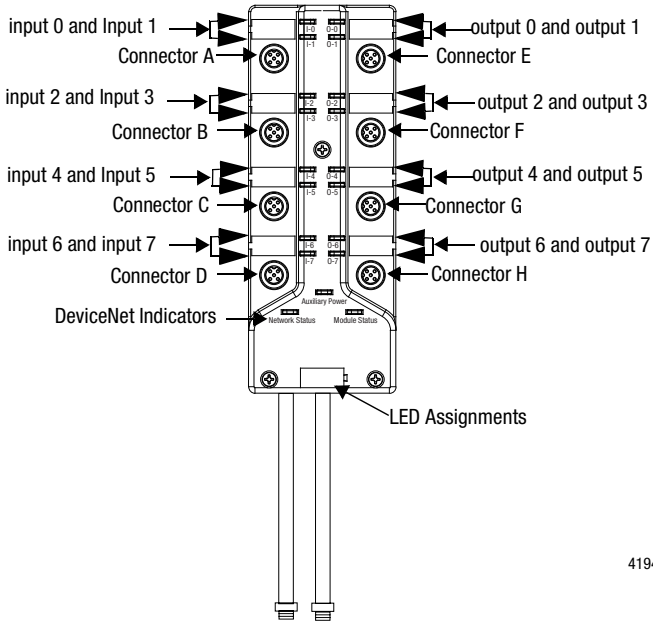 input 0 and Input 1
I-0 O-0
output 0 and output 1
I-1 O-1
Connector A
Connector E
input 2 and Input 3
I-2 O-2
output 2 and output 3
I-3 O-3
Connector B
Connector F
input 4 and Input 5
I-4 O-4
output 4 and output 5
I-5 O-5
Connector C
Connector G
input 6 and input 7
I-6 O-6
output 6 and output 7
I-7 O-7
Connector D
Connector H
Auxiliary Power
DeviceNet Indicators
Network Status
Module Status
LED Assignments
4194